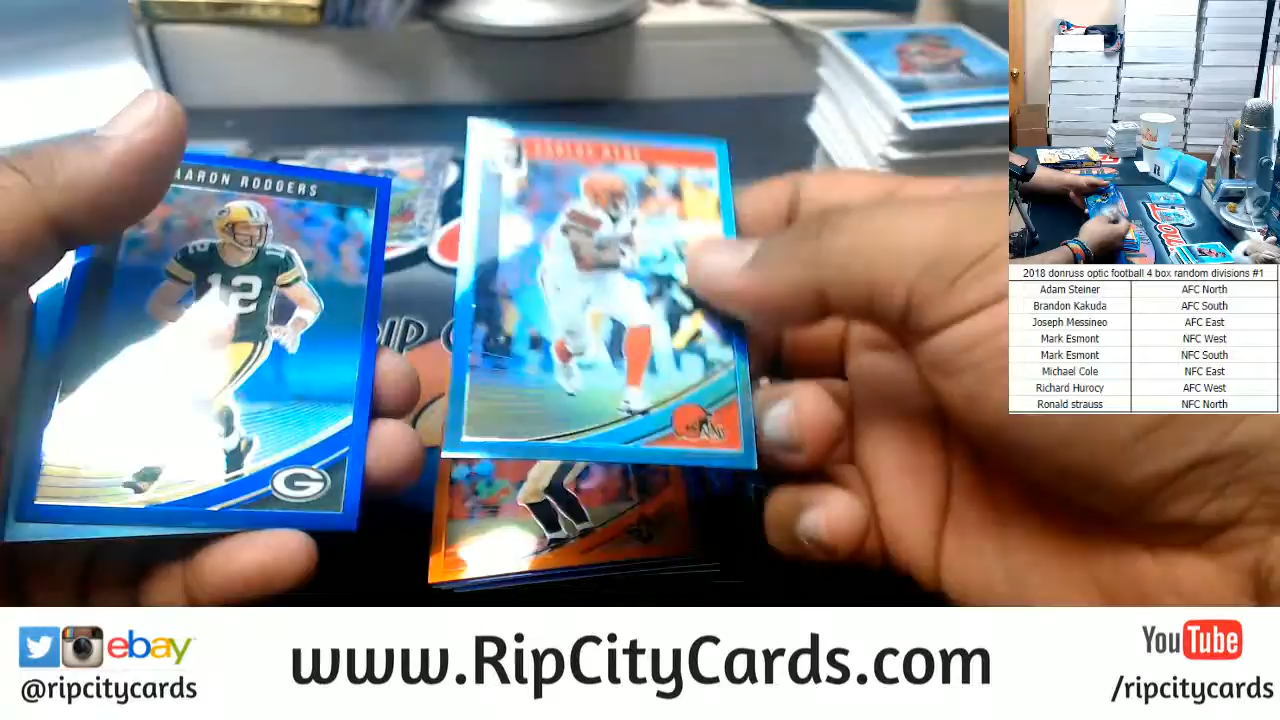 AARON RODGERS
12
12
G
2018 donruss optic football 4 box random divisions #1
Adam Steiner AFC North
Brandon Kakuda AFC South
Joseph Messineo AFC East
Mark Esmont NFC West
Mark Esmont NFC South
Michael Cole NFC East
Richard Hurocy AFC West
Ronald strauss NFC North
ebay
@ripcitycards
www.RipCityCards.com
YouTube
/ripcitycards